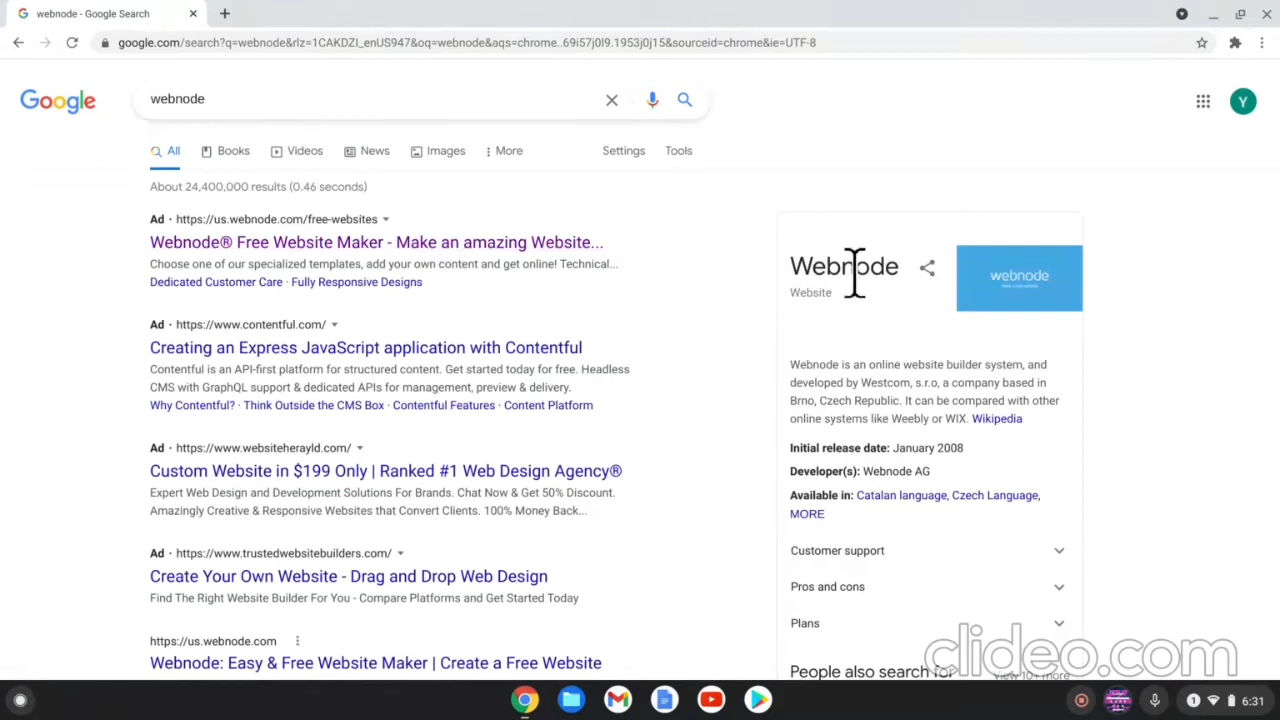 webnode - Google Search
google.com/search?q=webnode&rlz=1CAKDZI_enUS947&oq=webnode&aqs=chrome..69i57j0l9.1953j0j15&sourceid=chrome&ie=UTF-8
Google
webnode
Y
All
Books
Videos
News
Images
More
Settings
Tools
About 24,400,000 results (0.46 seconds)
Ad · https://us.webnode.com/free-websites
Webnode® Free Website Maker - Make an amazing Website...
Choose one of our specialized templates, add your own content and get online! Technical...
Dedicated Customer Care · Fully Responsive Designs
Ad · https://www.contentful.com/
Creating an Express JavaScript application with Contentful
Contentful is an API-first platform for structured content. Get started today for free. Headless
CMS with GraphQL support & dedicated APIs for management, preview & delivery.
Why Contentful? · Think Outside the CMS Box · Contentful Features · Content Platform
Ad · https://www.websiteherayld.com/
Custom Website in $199 Only | Ranked #1 Web Design Agency®
Expert Web Design and Development Solutions For Brands. Chat Now & Get 50% Discount.
Amazingly Creative & Responsive Websites that Convert Clients. 100% Money Back...
Ad · https://www.trustedwebsitebuilders.com/
Create Your Own Website - Drag and Drop Web Design
Find The Right Website Builder For You - Compare Platforms and Get Started Today
https://us.webnode.com
Webnode: Easy & Free Website Maker | Create a Free Website
Webnode
Website
webnode
Webnode is an online website builder system, and
developed by Westcom, s.r.o, a company based in
Brno, Czech Republic. It can be compared with other
online systems like Weebly or WIX. Wikipedia
Initial release date: January 2008
Developer(s): Webnode AG
Available in: Catalan language, Czech Language,
MORE
Customer support
Pros and cons
Plans
People also search for
View 10+ more
clideo.com
1
6:31